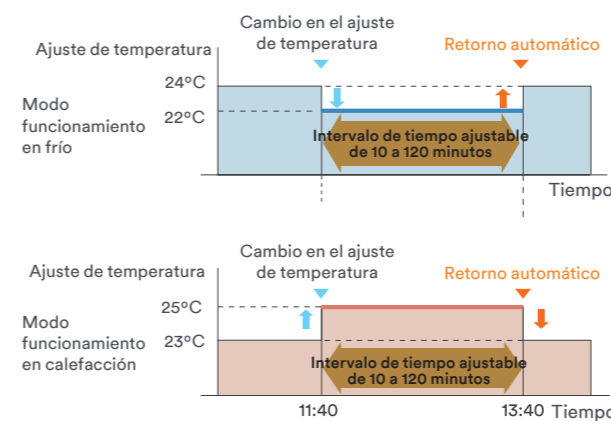 Cambio en el ajuste
de temperatura
Ajuste de temperatura
Retorno automático
24°C
22°C
Modo
funcionamiento
en frío
Intervalo de tiempo ajustable
de 10 a 120 minutos
Tiempo
Cambio en el ajuste
de temperatura
Ajuste de temperatura
Retorno automático
25°C
23°C
Modo
funcionamiento
en calefacción
Intervalo de tiempo ajustable
de 10 a 120 minutos
11:40
13:40
Tiempo